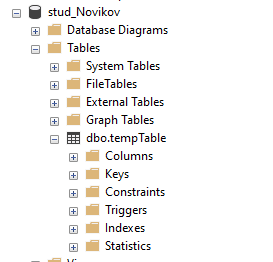 stud_Novikov
Database Diagrams
Tables
System Tables
FileTables
External Tables
Graph Tables
dbo.tempTable
Columns
Keys
Constraints
Triggers
Indexes
Statistics